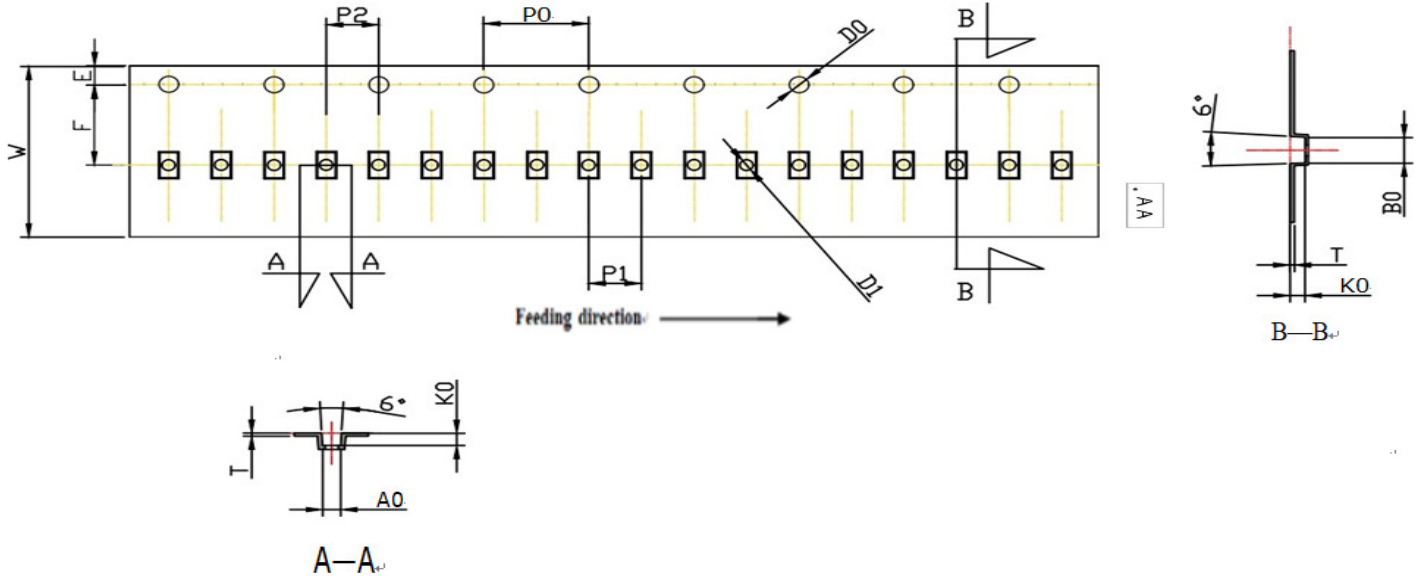 P2
P0
D0
B
E
F
W
6°
B0
.AA
A
A
P1
D1
B
T
K0
Feeding direction
B—B
6°
K0
T
A0
A—A